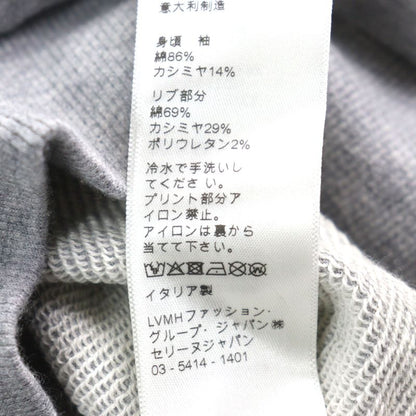 意大利制造
身頃 袖
綿86%
カシミヤ14%
リブ部分
綿69%
カシミヤ29%
ポリウレタン2%
冷水で手洗いし
てください。
プリント部分ア
イロン禁止。
アイロンは裏から
当てて下さい。
イタリア製
LVMHファッション・
グループ・ジャパン㈱
セリーヌジャパン
03-5414-1401